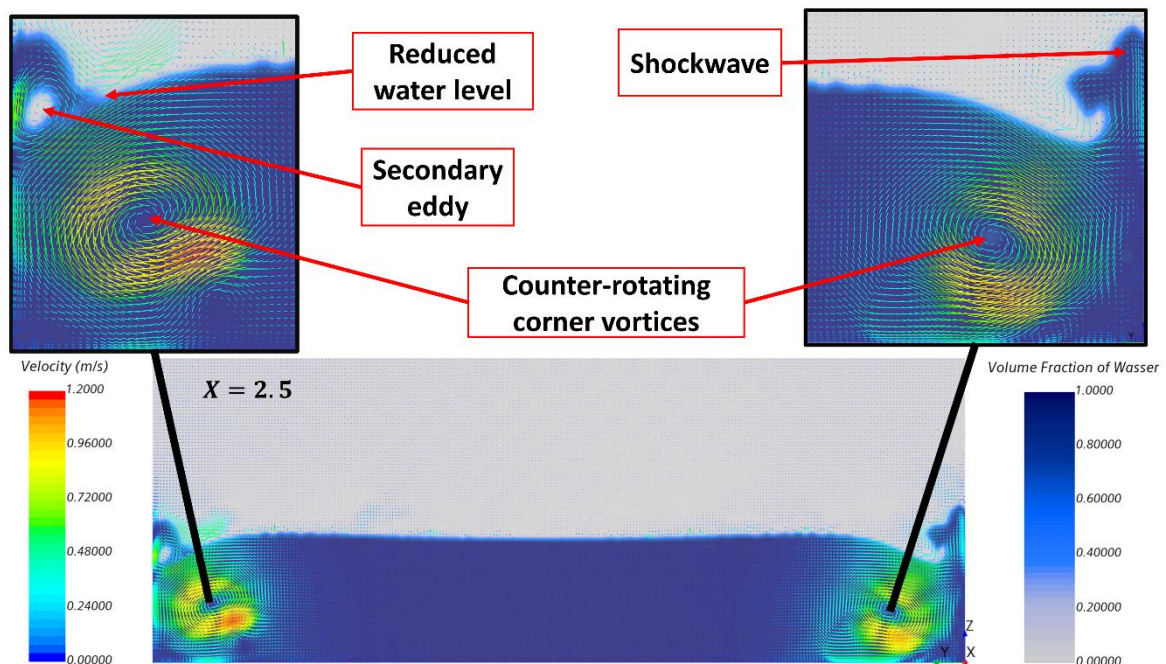 Reduced
water level
Shockwave
Secondary
eddy
Counter-rotating
corner vortices
Y
Velocity (m/s)
1.2000
0.96000
0.72000
0.48000
0.24000
0.00000
X = 2.5
Volume Fraction of Wasser
1.0000
0.80000
0.60000
0.40000
0.20000
0.00000
Z
Y X